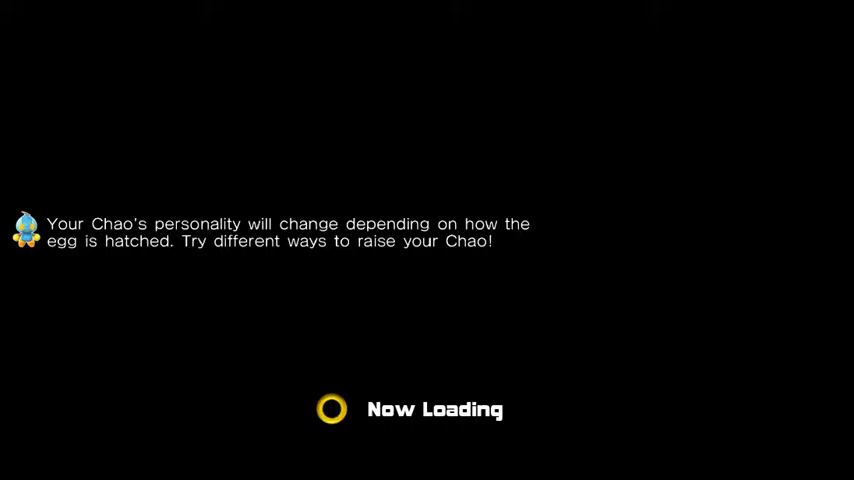 Your Chao's personality will change depending on how the
egg is hatched. Try different ways to raise your Chao!
Now Loading